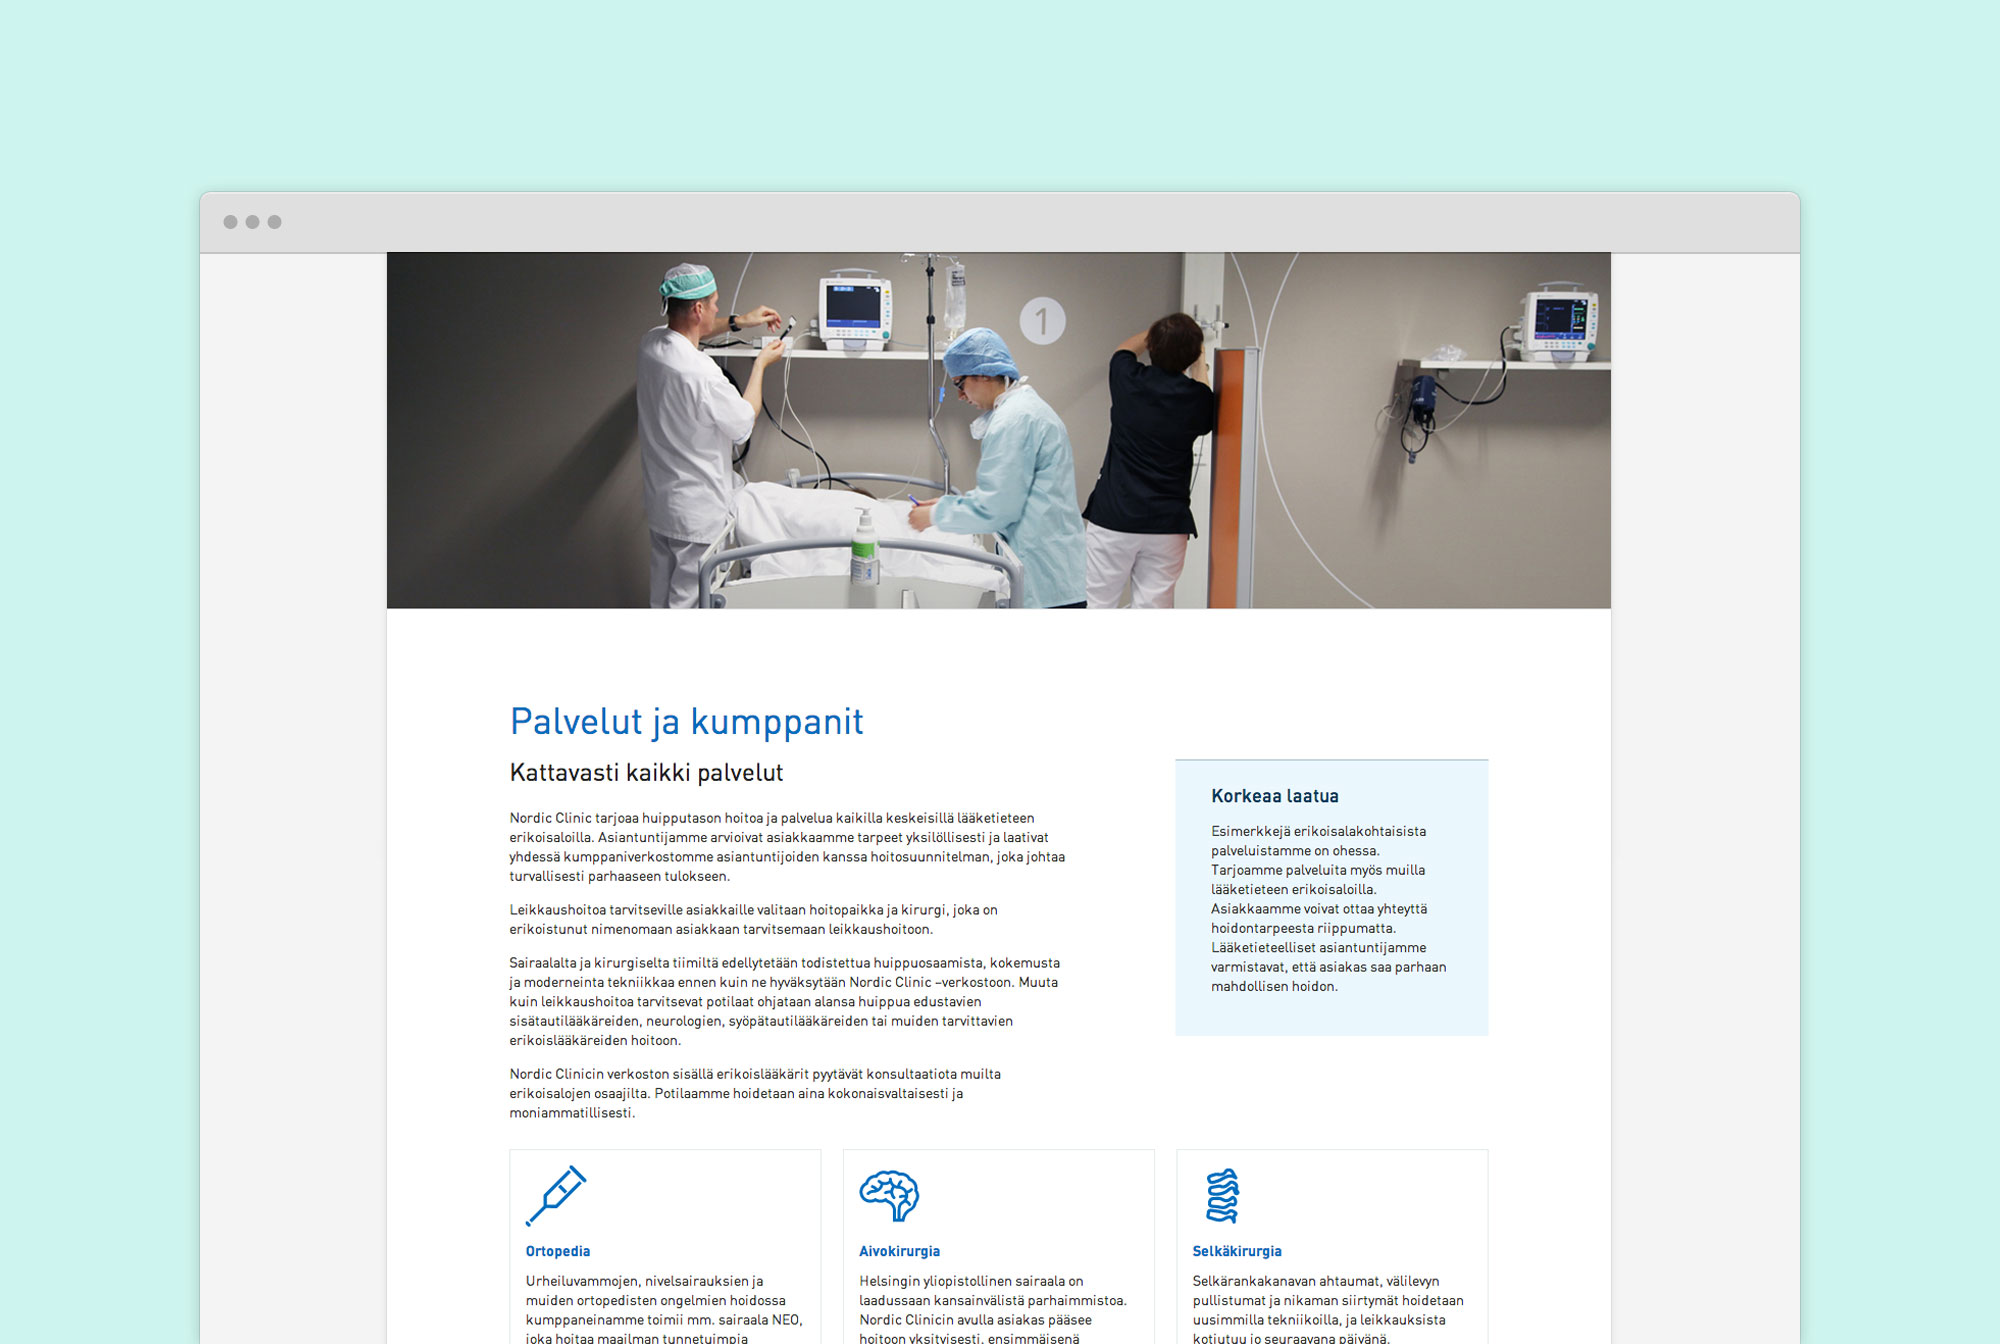 1
Palvelut ja kumppanit
Kattavasti kaikki palvelut
Nordic Clinic tarjoaa huipputason hoitoa ja palvelua kaikilla keskeisillä lääketieteen
erikoisaloilla. Asiantuntijamme arvioivat asiakkaamme tarpeet yksilöllisesti ja laativat
yhdessä kumppaniverkostomme asiantuntijoiden kanssa hoitosuunnitelman, joka johtaa
turvallisesti parhaaseen tulokseen.
Leikkaushoitoa tarvitseville asiakkaille valitaan hoitopaikka ja kirurgi, joka on
erikoistunut nimenomaan asiakkaan tarvitsemaan leikkaushoitoon.
Sairaalalta ja kirurgiselta tiimiltä edellytetään todistettua huippuosaamista, kokemusta
ja moderneinta tekniikkaa ennen kuin ne hyväksytään Nordic Clinic –verkostoon. Muuta
kuin leikkaushoitoa tarvitsevat potilaat ohjataan alansa huippua edustavien
sisätautilääkäreiden, neurologien, syöpätautilääkäreiden tai muiden tarvittavien
erikoislääkäreiden hoitoon.
Nordic Clinicin verkoston sisällä erikoislääkärit pyytävät konsultaatiota muilta
erikoisalojen osaajilta. Potilaamme hoidetaan aina kokonaisvaltaisesti ja
moniammatillisesti.
Korkeaa laatua
Esimerkkejä erikoisalakohtaisista
palveluistamme on ohessa.
Tarjoamme palveluita myös muilla
lääketieteen erikoisaloilla.
Asiakkaamme voivat ottaa yhteyttä
hoidontarpeesta riippumatta.
Lääketieteelliset asiantuntijamme
varmistavat, että asiakas saa parhaan
mahdollisen hoidon.
Ortopedia
Urheiluvammojen, nivelsairauksien ja
muiden ortopedisten ongelmien hoidossa
kumppaneinamme toimii mm. sairaala NEO,
joka hoitaa maailman tunnetuimpia
Aivokirurgia
Helsingin yliopistollinen sairaala on
laadussaan kansainvälistä parhaimmistoa.
Nordic Clinicin avulla asiakas pääsee
hoitoon yksityisesti, ensimmäisenä
Selkäkirurgia
Selkärankakanavan ahtaumat, välilevyn
pullistumat ja nikaman siirtymät hoidetaan
uusimmilla tekniikoilla, ja leikkauksista
kotiutuu jo seuraavana päivänä.